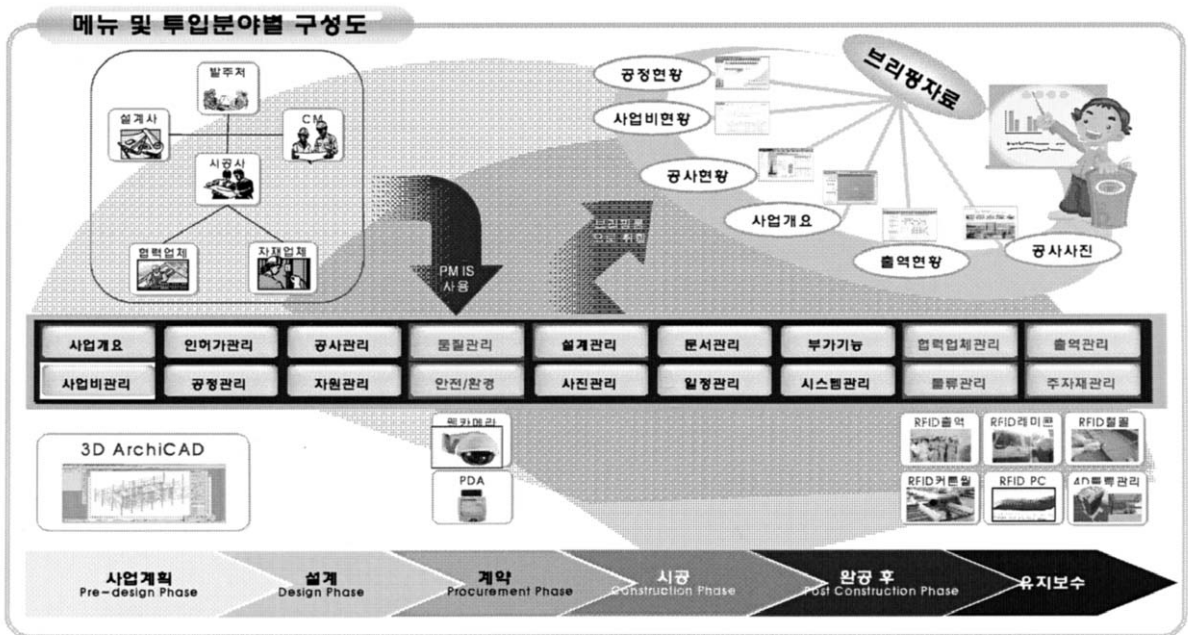 메뉴 및 투입분야별 구성도
발주처
설계사
CM
시공사
협력업체
자재업체
PMIS
사용
브리핑자료
공정현황
사업비현황
공사현황
사업개요
출역현황
공사사진
사업개요 인허가관리 공사관리 품질관리 설계관리 문서관리 부가기능 협력업체관리 출역관리
사업비관리 공정관리 자원관리 안전/환경 사진관리 일정관리 시스템관리 물류관리 주자재관리
3D ArchiCAD
웹카메라
PDA
RFID출역 RFID레미콘 RFID철골
RFID커튼월 RFID PC 4D물류관리
사업계획 설계 계약 시공 완공 후 유지보수
Pre-design Phase Design Phase Procurement Phase Construction Phase Post Construction Phase